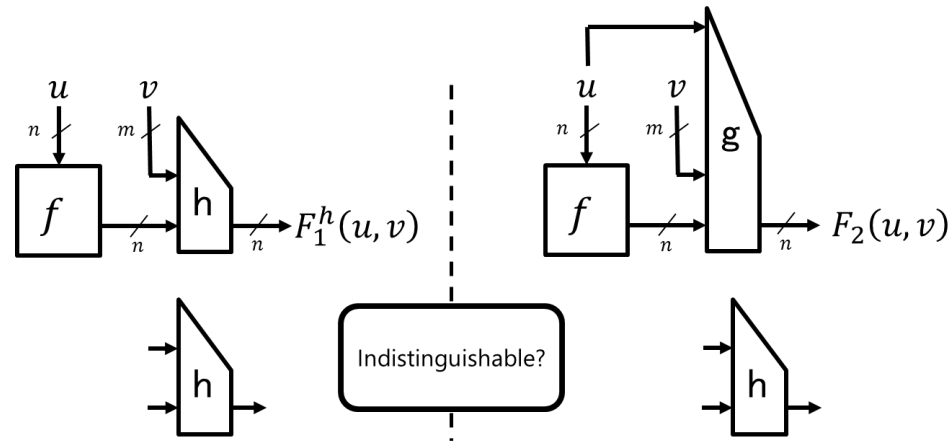 u
v
n
m
f
h
n
n
F_1^h(u, v)
h
Indistinguishable?
u
v
n
m
f
g
n
n
F_2(u, v)
h